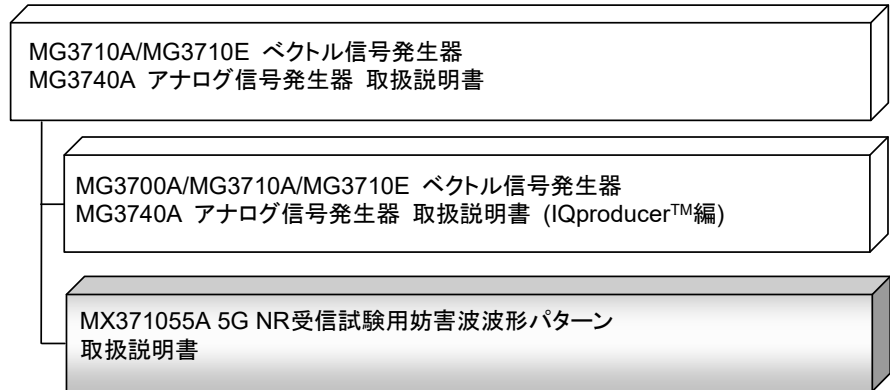 MG3710A/MG3710E ベクトル信号発生器
MG3740A アナログ信号発生器 取扱説明書
MG3700A/MG3710A/MG3710E ベクトル信号発生器
MG3740A アナログ信号発生器 取扱説明書 (IQproducer™編)
MX371055A 5G NR受信試験用妨害波波形パターン
取扱説明書